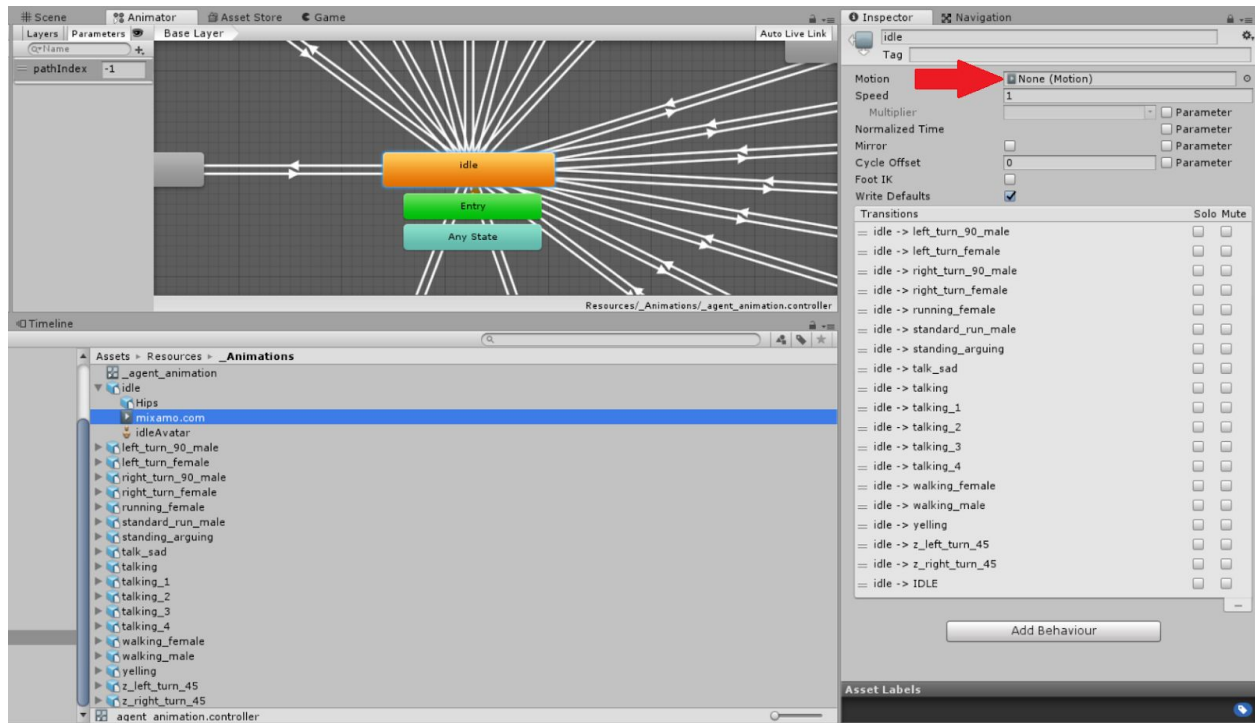 Scene Animator Asset Store Game
Layers Parameters Base Layer Auto Live Link
Name
pathIndex -1
idle
Entry
Any State
Resources/_Animations/_agent_animation.controller
Timeline
Assets Resources _Animations
_agent_animation
idle
Hips
mixamo.com
idleAvatar
left_turn_90_male
left_turn_female
right_turn_90_male
right_turn_female
running_female
standard_run_male
standing_arguing
talk_sad
talking
talking_1
talking_2
talking_3
talking_4
walking_female
walking_male
yelling
z_left_turn_45
z_right_turn_45
_agent_animation.controller
Inspector Navigation
idle
Tag
Motion None (Motion)
Speed 1
Multiplier Parameter
Normalized Time Parameter
Mirror Parameter
Cycle Offset 0 Parameter
Foot IK
Write Defaults
Transitions Solo Mute
idle -> left_turn_90_male
idle -> left_turn_female
idle -> right_turn_90_male
idle -> right_turn_female
idle -> running_female
idle -> standard_run_male
idle -> standing_arguing
idle -> talk_sad
idle -> talking
idle -> talking_1
idle -> talking_2
idle -> talking_3
idle -> talking_4
idle -> walking_female
idle -> walking_male
idle -> yelling
idle -> z_left_turn_45
idle -> z_right_turn_45
idle -> IDLE
Add Behaviour
Asset Labels